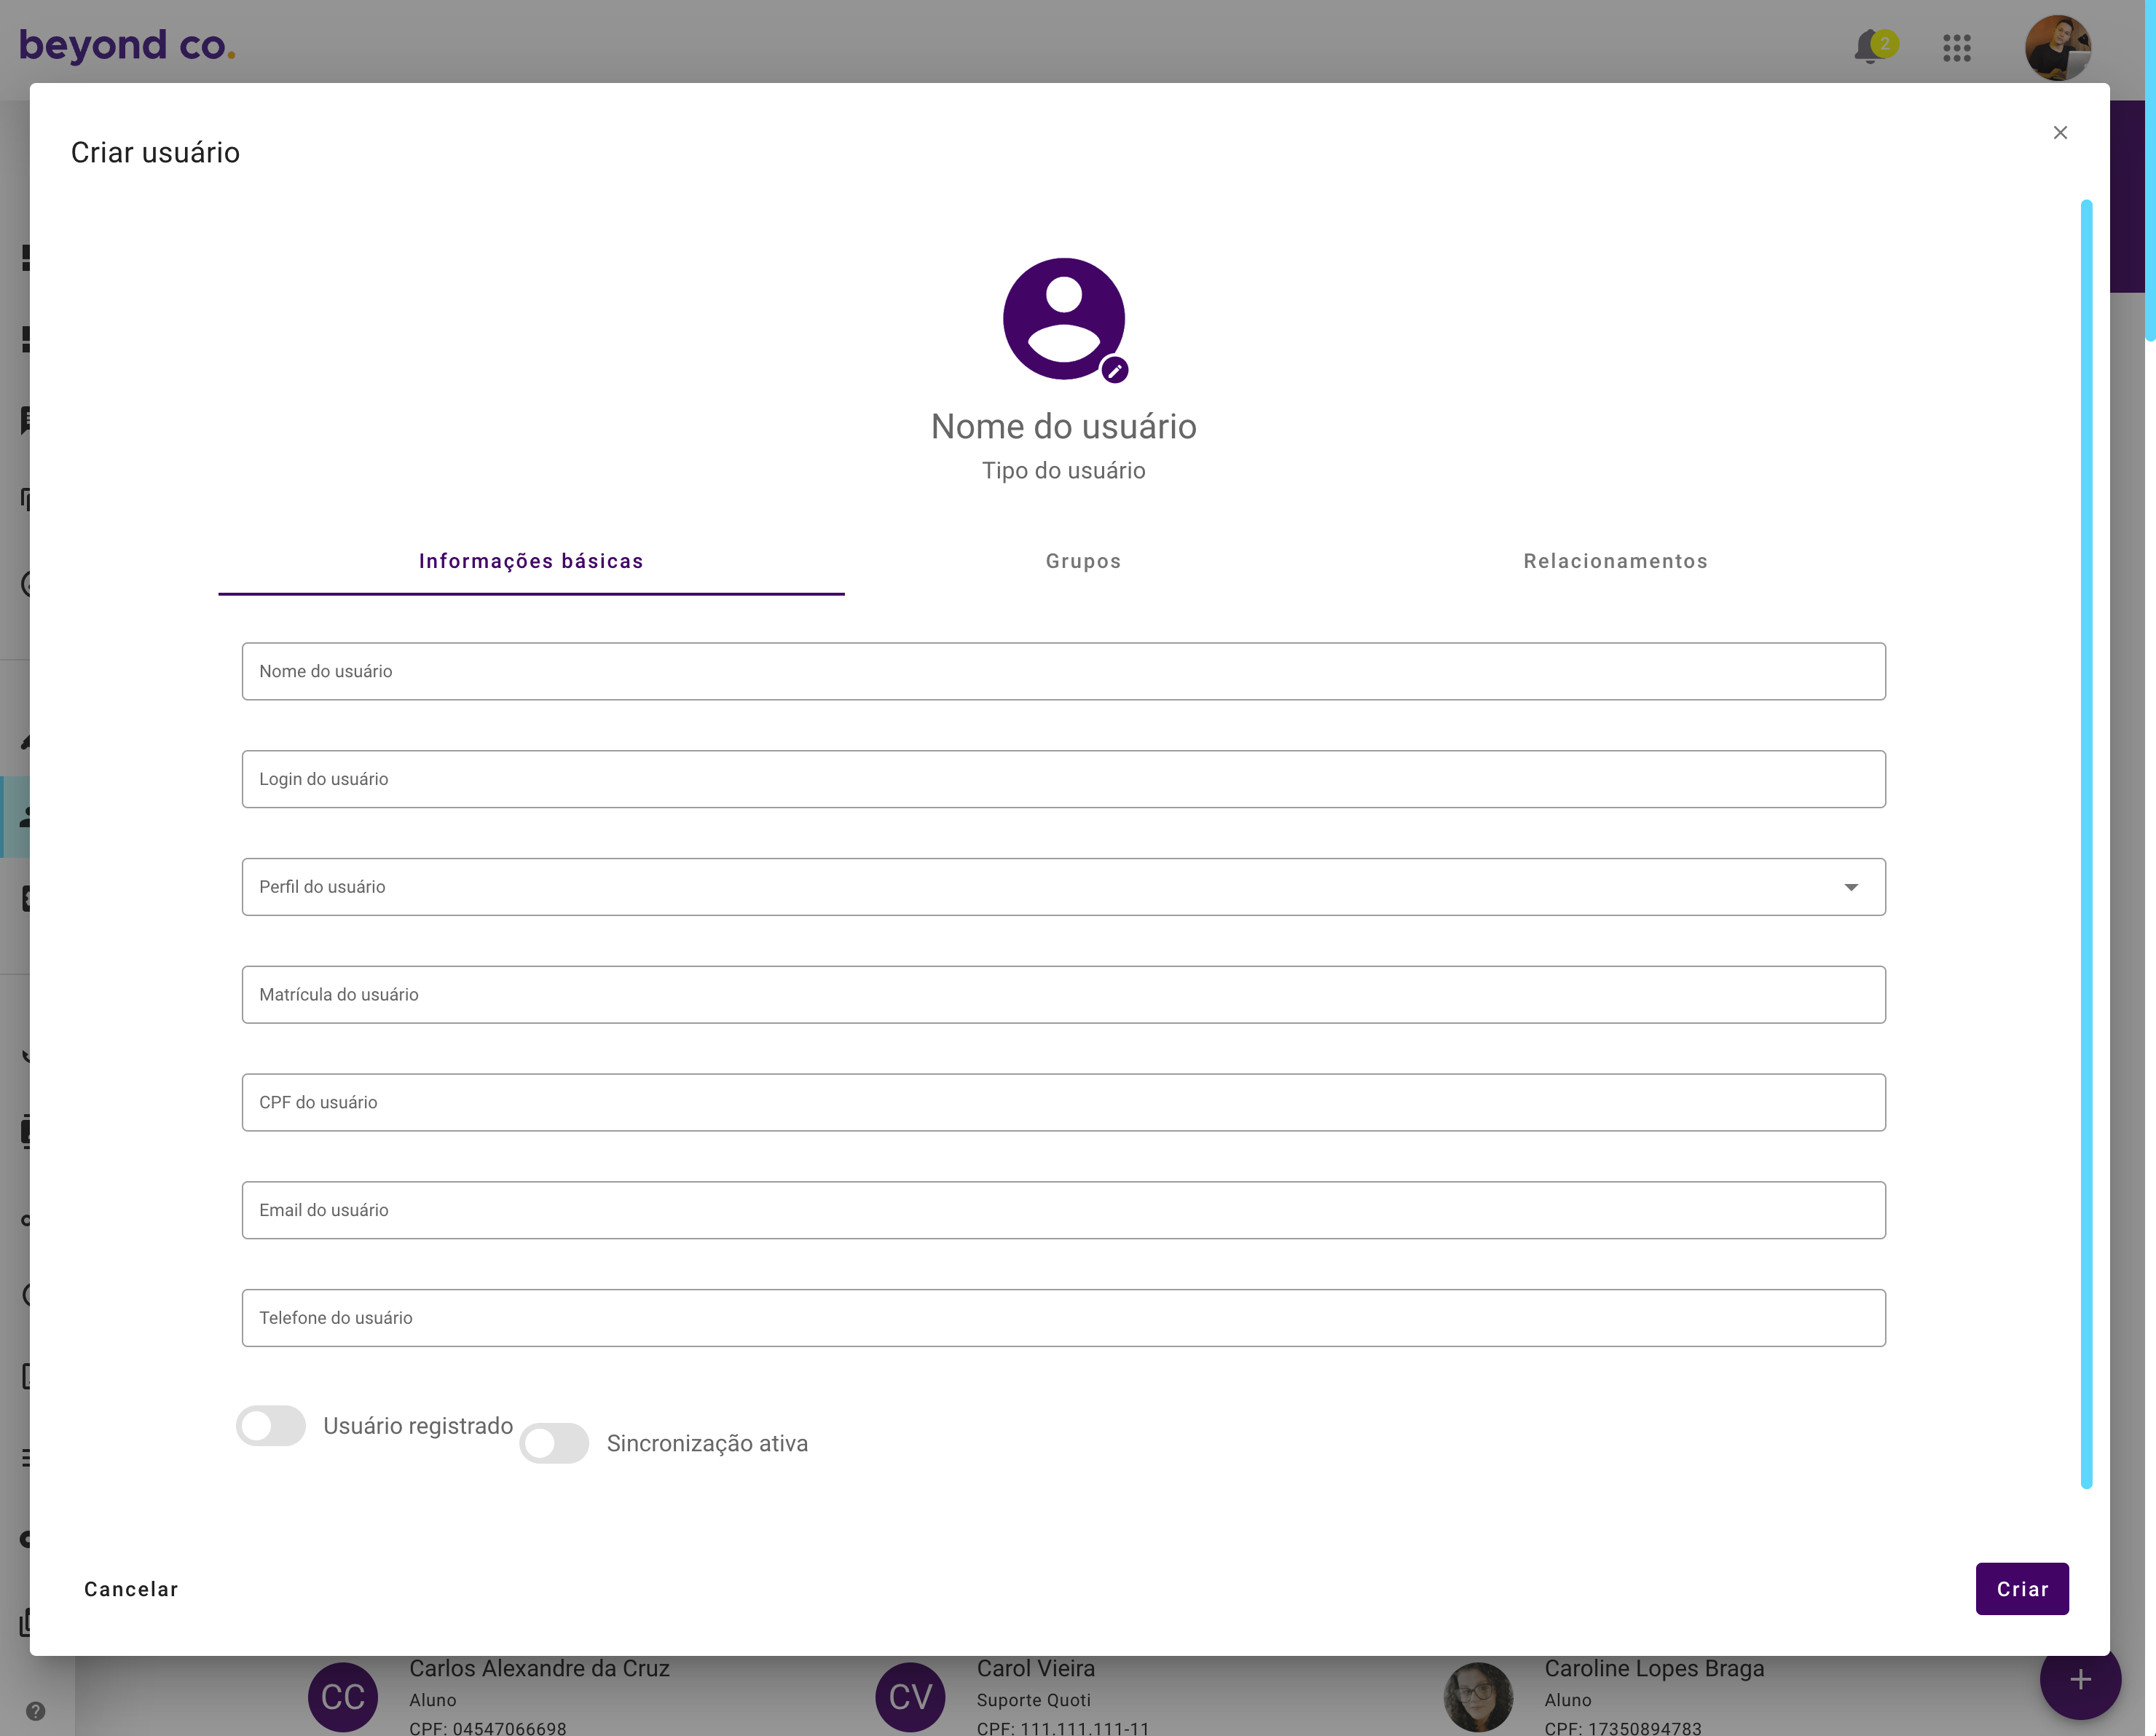 beyond co.
2
Criar usuário
Nome do usuário
Tipo do usuário
Informações básicas
Grupos
Relacionamentos
Nome do usuário
Login do usuário
Perfil do usuário
Matrícula do usuário
CPF do usuário
Email do usuário
Telefone do usuário
Usuário registrado
Sincronização ativa
Cancelar
Criar
CC
Carlos Alexandre da Cruz
Aluno
CPF: 04547066698
CV
Carol Vieira
Suporte Quoti
CPF: 111.111.111-11
Caroline Lopes Braga
Aluno
CPF: 17350894783